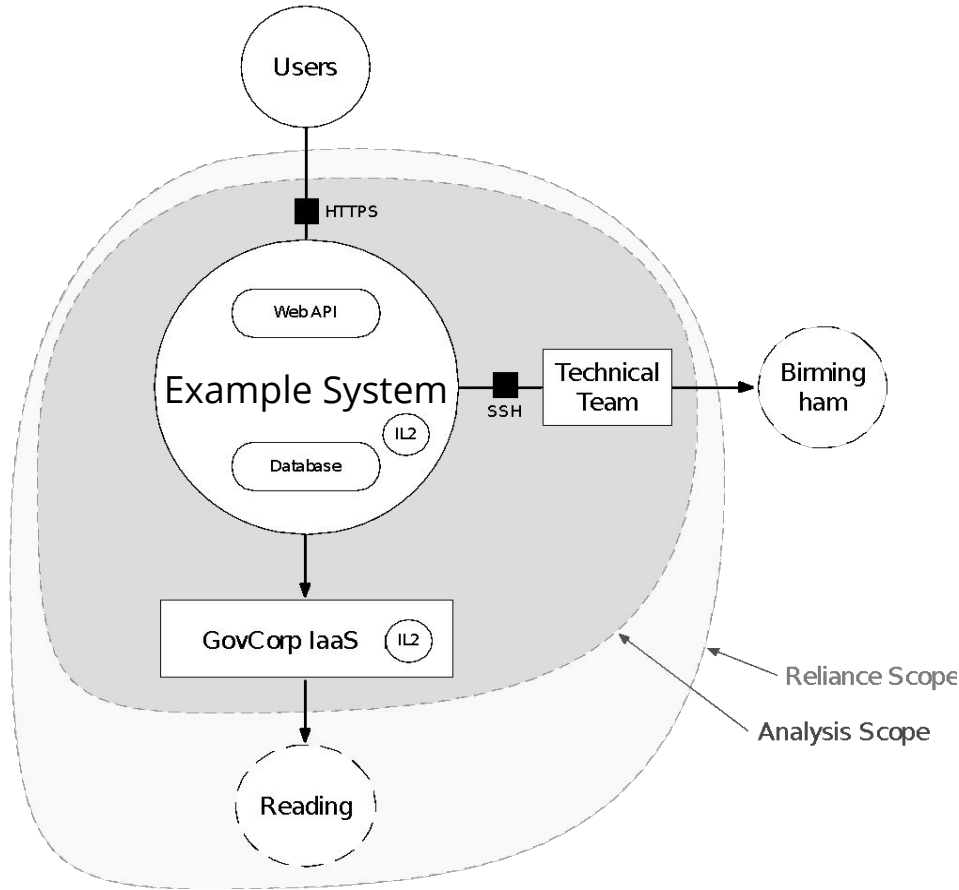 Users
HTTPS
Web API
Example System
IL2
Database
SSH
Technical
Team
Birming
ham
GovCorp IaaS
IL2
Reliance Scope
Analysis Scope
Reading